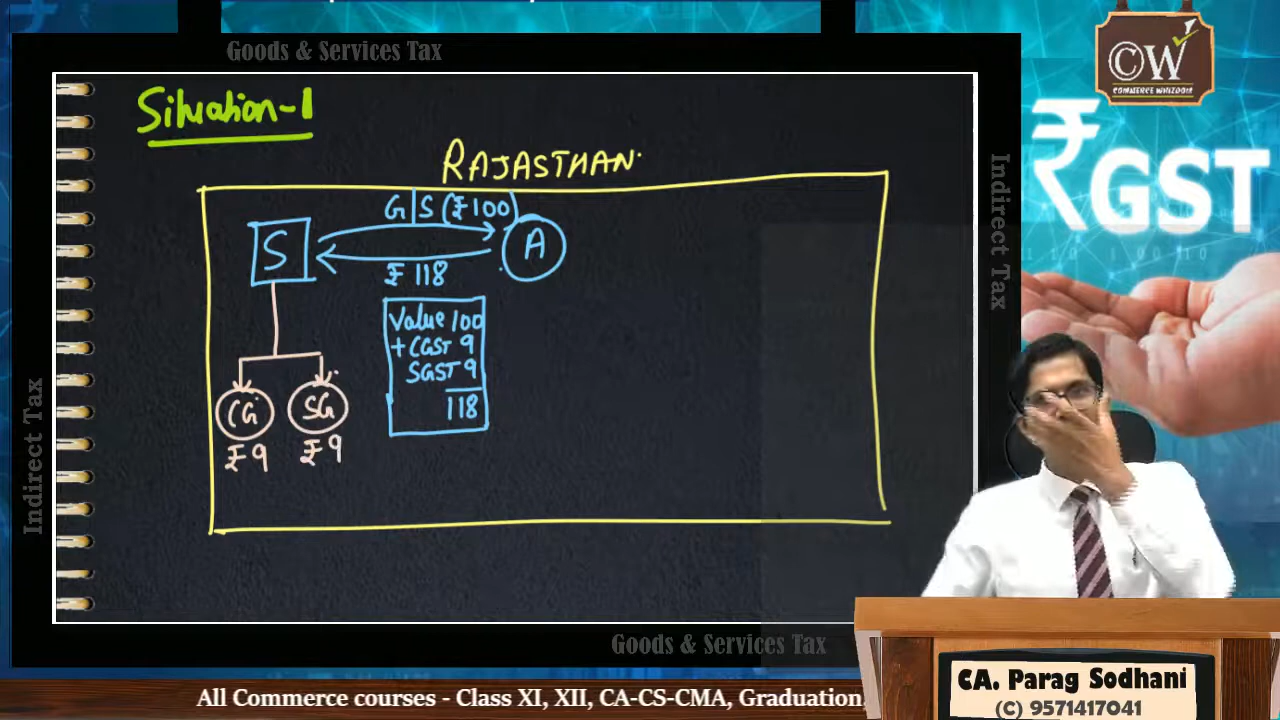 Goods & Services Tax
©W
COMMERCE WHIZDOM
Situation-1
RAJASTHAN
₹GST
G|S (₹100)
S
A
₹ 118
Value 100
+ CGST 9
SGST 9
118
CG
SG
₹9
₹9
Indirect Tax
Indirect Tax
Goods & Services Tax
CA. Parag Sodhani
(C) 9571417041
All Commerce courses - Class XI, XII, CA-CS-CMA, Graduation,